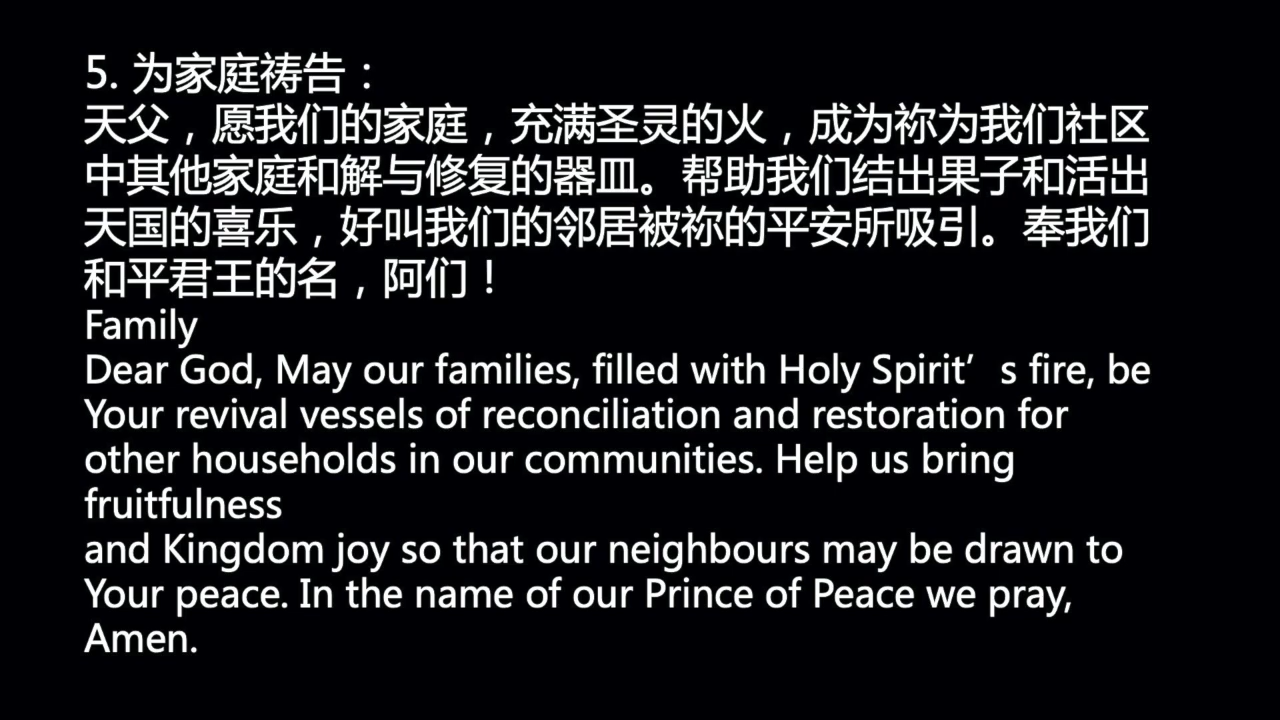 5. 为家庭祷告：
天父，愿我们的家庭，充满圣灵的火，成为祢为我们社区
中其他家庭和解与修复的器皿。帮助我们结出果子和活出
天国的喜乐，好叫我们的邻居被祢的平安所吸引。奉我们
和平君王的名，阿们！
Family
Dear God, May our families, filled with Holy Spirit’s fire, be
Your revival vessels of reconciliation and restoration for
other households in our communities. Help us bring
fruitfulness
and Kingdom joy so that our neighbours may be drawn to
Your peace. In the name of our Prince of Peace we pray,
Amen.